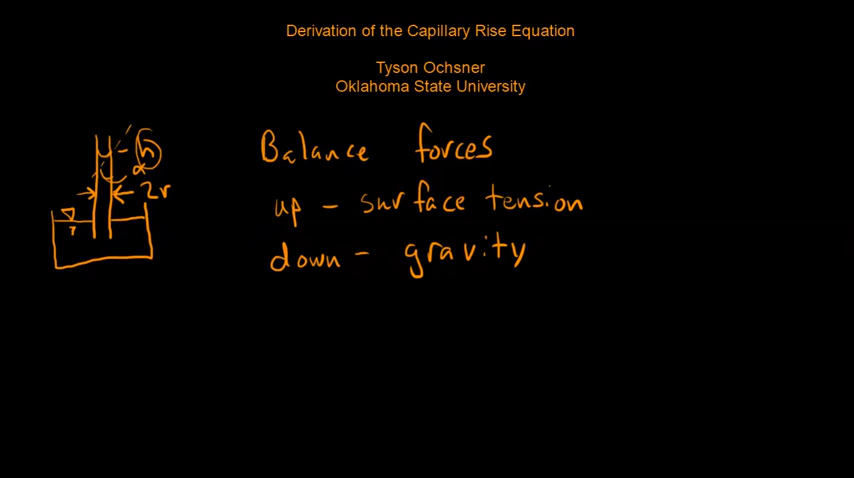 Derivation of the Capillary Rise Equation
Tyson Ochsner
Oklahoma State University
h
α
2r
Balance forces
up - surface tension
down - gravity